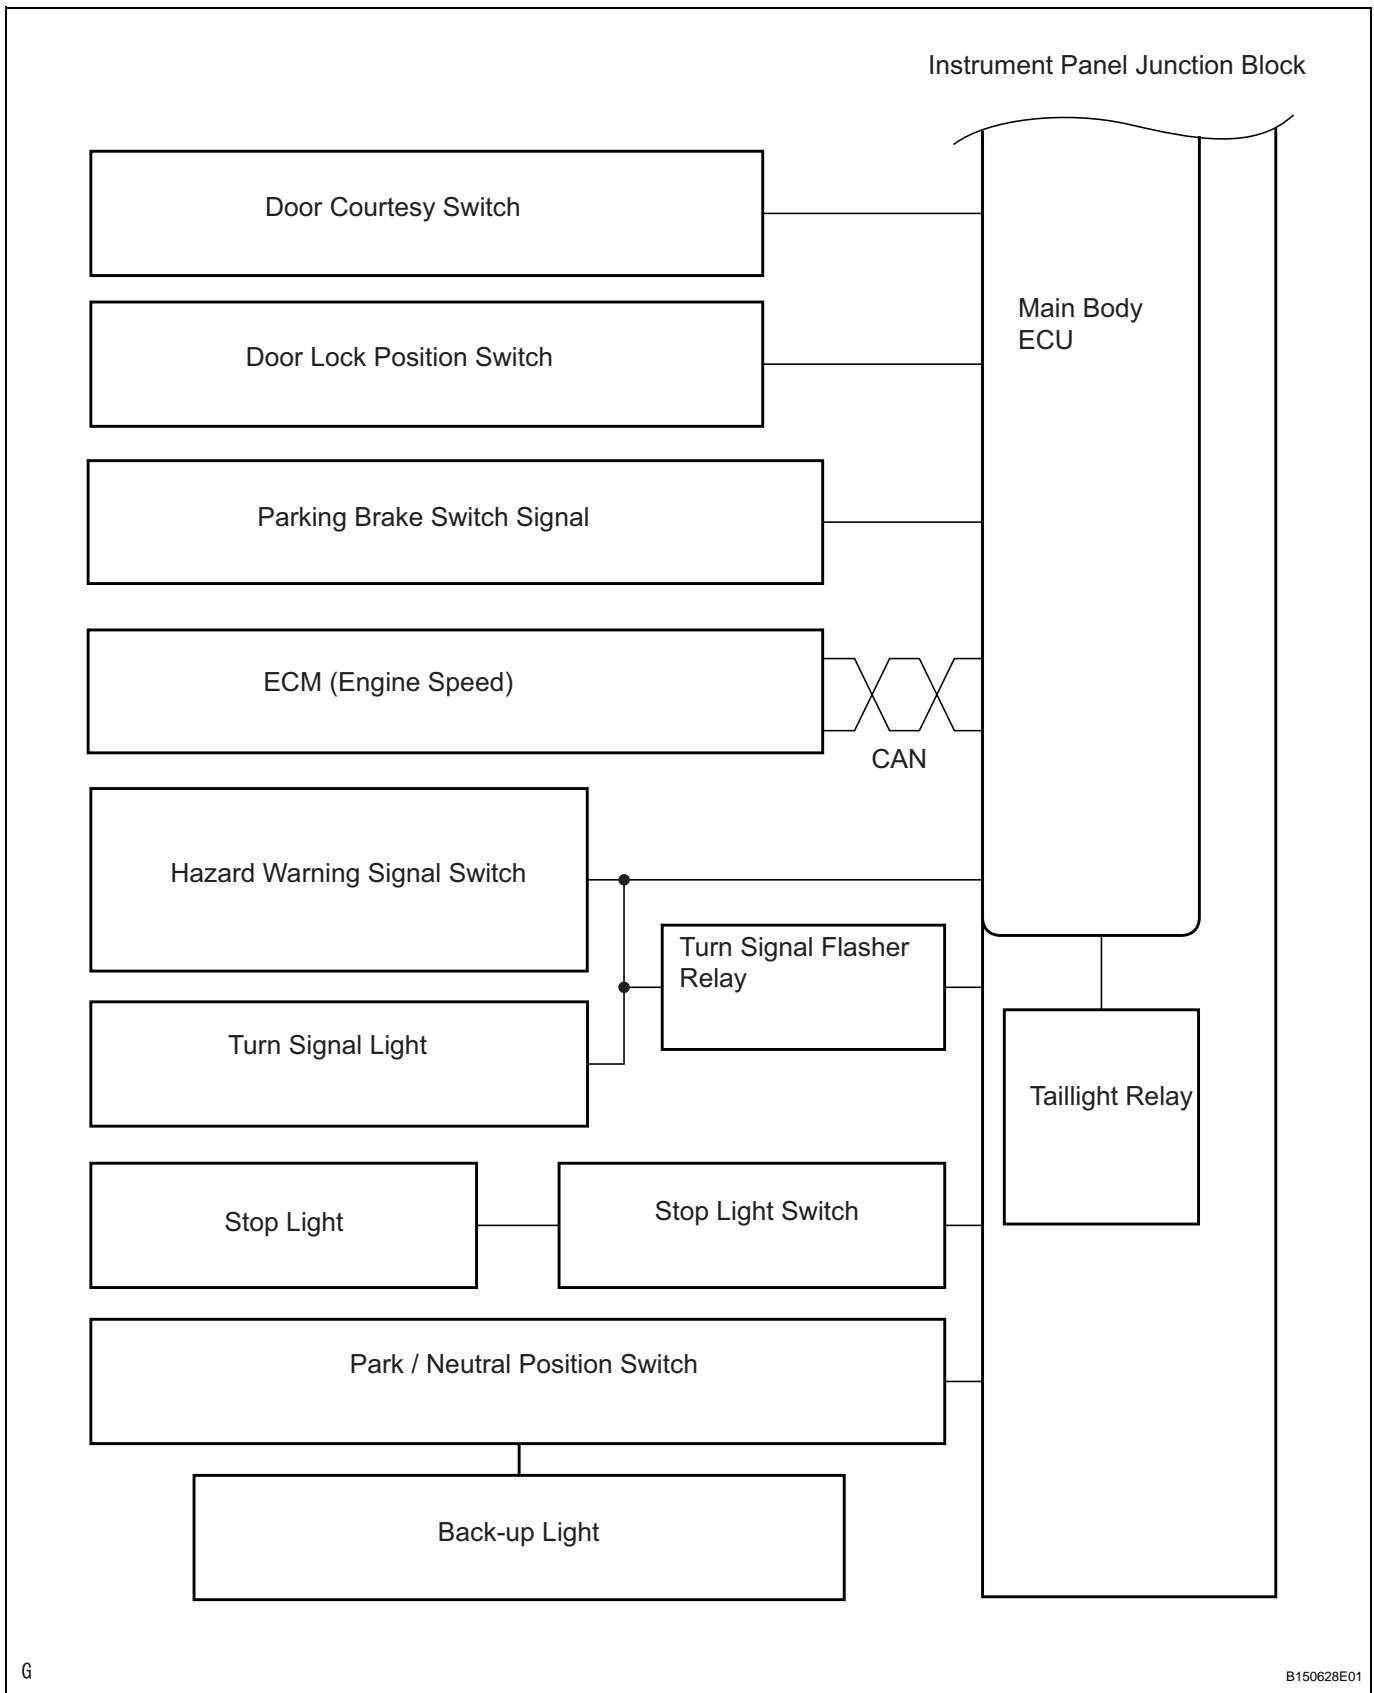 Instrument Panel Junction Block
Door Courtesy Switch
Main Body
ECU
Door Lock Position Switch
Parking Brake Switch Signal
ECM (Engine Speed)
CAN
Hazard Warning Signal Switch
Turn Signal Flasher
Relay
Turn Signal Light
Taillight Relay
Stop Light
Stop Light Switch
Park / Neutral Position Switch
Back-up Light
G
B150628E01